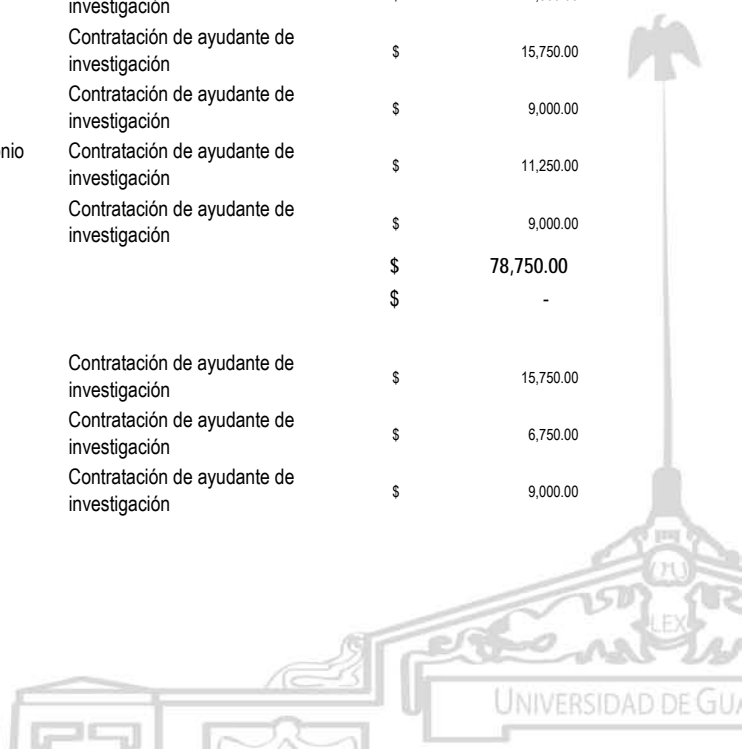 investigación
Contratación de ayudante de
investigación $ 15,750.00
Contratación de ayudante de
investigación $ 9,000.00
nio Contratación de ayudante de
investigación $ 11,250.00
Contratación de ayudante de
investigación $ 9,000.00
$ 78,750.00
$ -
Contratación de ayudante de
investigación $ 15,750.00
Contratación de ayudante de
investigación $ 6,750.00
Contratación de ayudante de
investigación $ 9,000.00
LEX
UNIVERSIDAD DE GUA